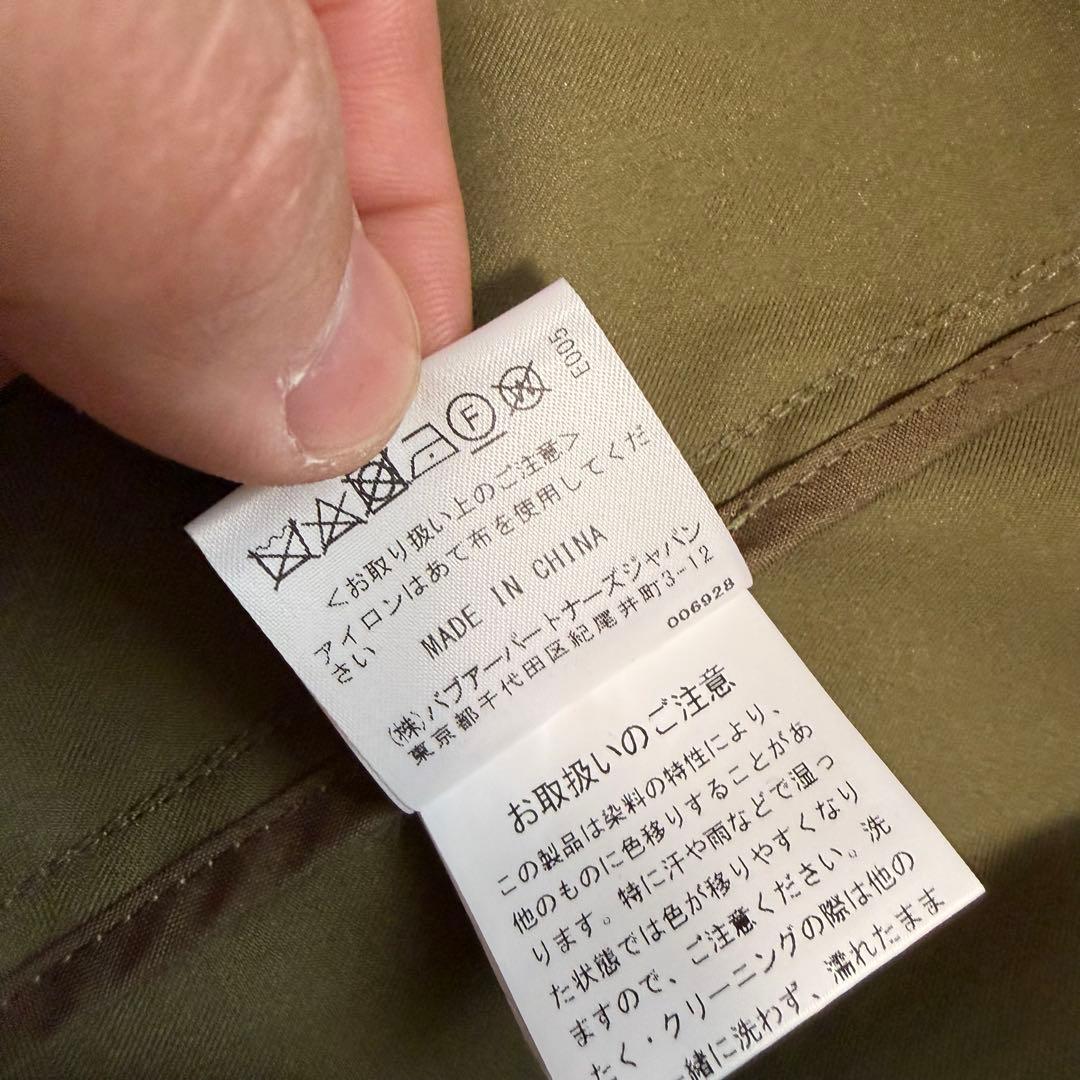 E005
F W
<お取り扱い上のご注意>
アイロンはあて布を使用してくだ
さい
MADE IN CHINA
(株)バブアーパートナーズジャパン
東京都千代田区紀尾井町3-12
006928
お取扱いのご注意
この製品は染料の特性により、
他のものに色移りすることがあ
ります。特に汗や雨などで湿っ
た状態では色が移りやすくなり
ますので、ご注意ください。洗
たく・クリーニングの際は他の
一緒に洗わず、濡れたまま